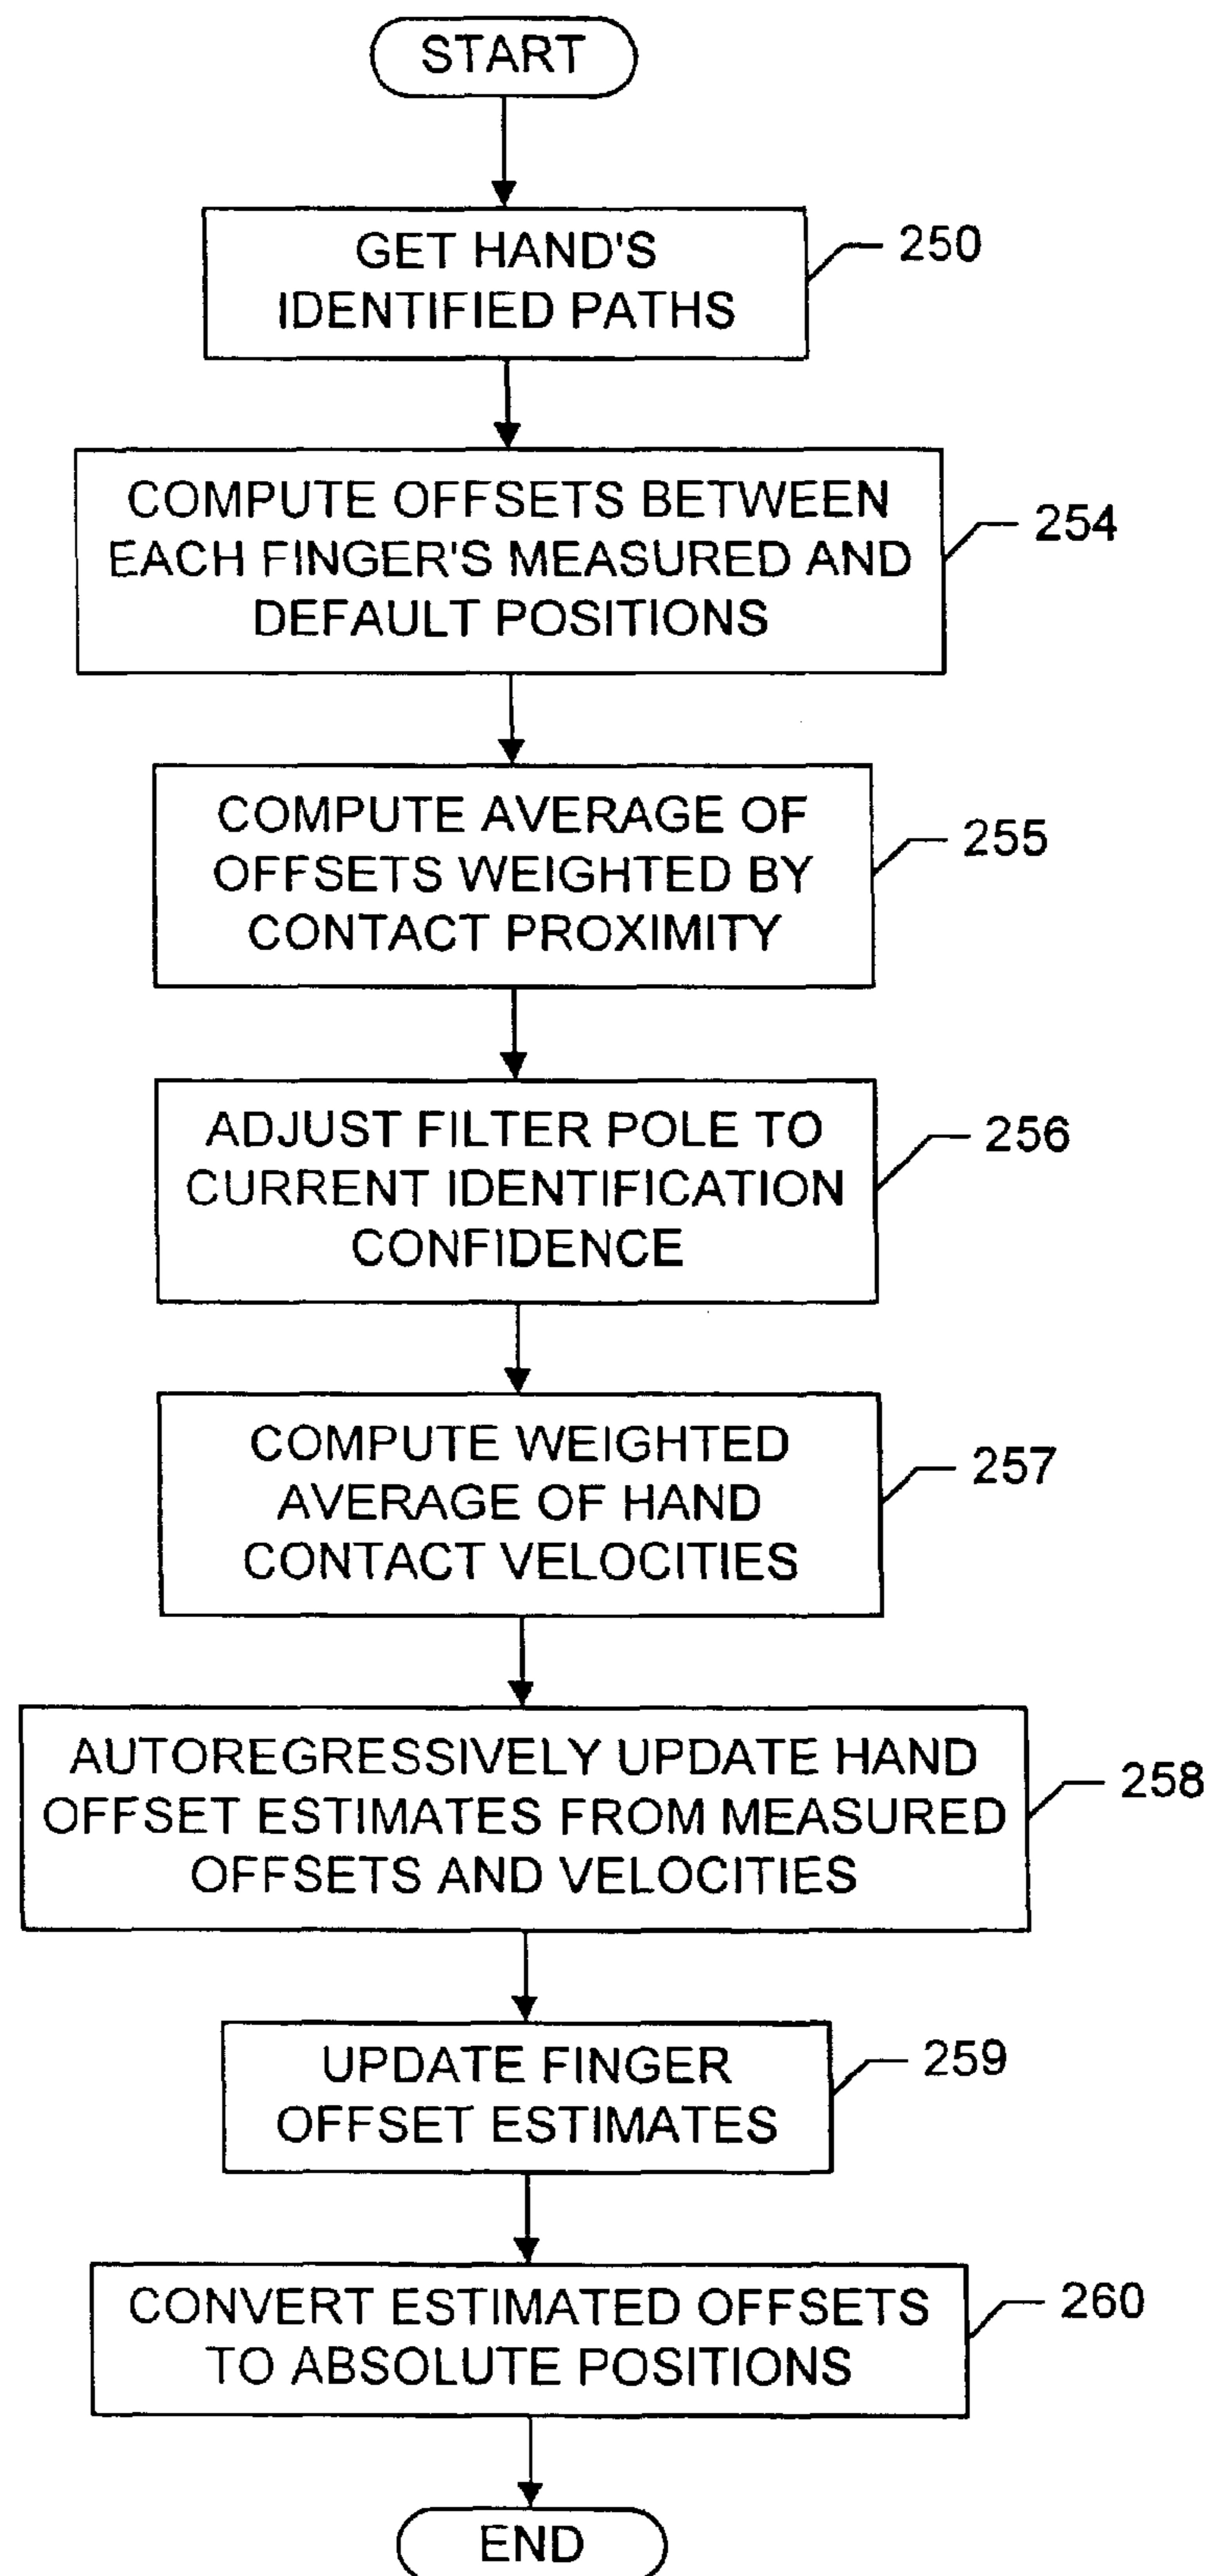 START
GET HAND'S
IDENTIFIED PATHS
250
COMPUTE OFFSETS BETWEEN
EACH FINGER'S MEASURED AND
DEFAULT POSITIONS
254
COMPUTE AVERAGE OF
OFFSETS WEIGHTED BY
CONTACT PROXIMITY
255
ADJUST FILTER POLE TO
CURRENT IDENTIFICATION
CONFIDENCE
256
COMPUTE WEIGHTED
AVERAGE OF HAND
CONTACT VELOCITIES
257
AUTOREGRESSIVELY UPDATE HAND
OFFSET ESTIMATES FROM MEASURED
OFFSETS AND VELOCITIES
258
UPDATE FINGER
OFFSET ESTIMATES
259
CONVERT ESTIMATED OFFSETS
TO ABSOLUTE POSITIONS
260
END